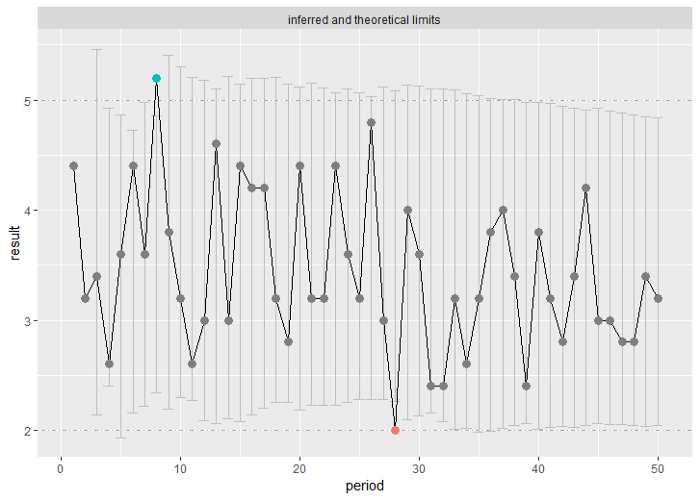 inferred and theoretical limits
result
5
4
3
2
0 10 20 30 40 50
period